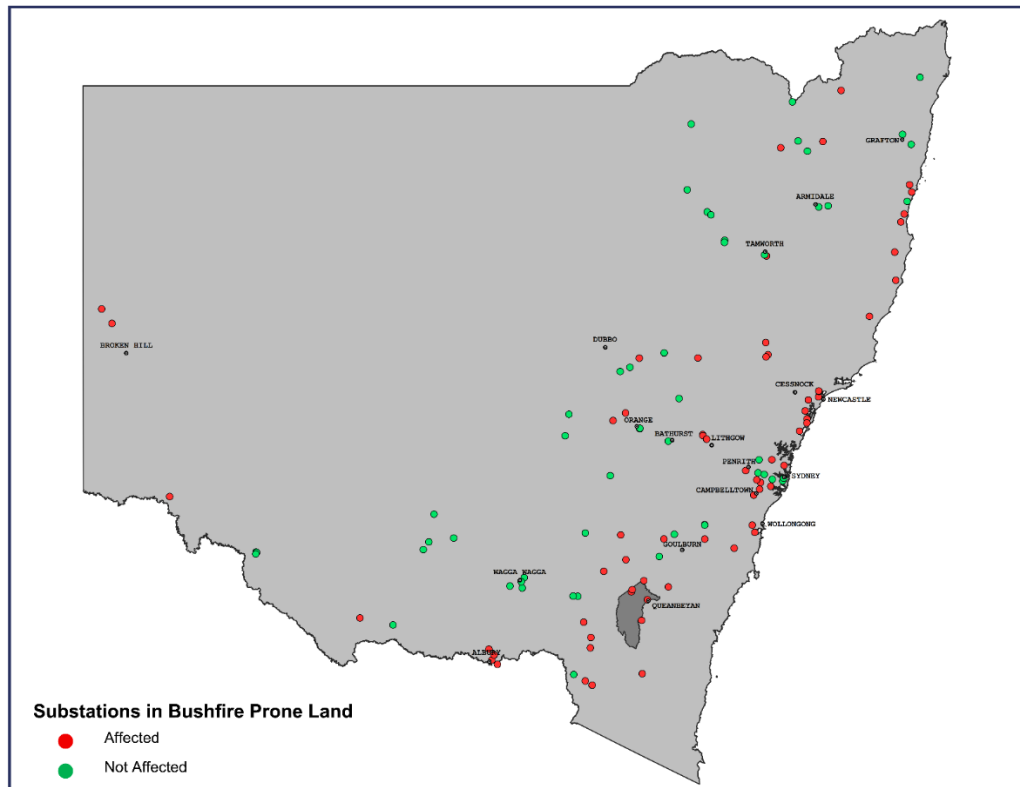 GRAFTON
ARMIDALE
TAMWORTH
DUBBO
BROKEN HILL
CESSNOCK
NEWCASTLE
ORANGE
BATHURST
LITHGOW
PENRITH
SYDNEY
CAMPBELLTOWN
WOLLONGONG
GOULBURN
WAGGA WAGGA
QUEANBEYAN
ALBURY
Substations in Bushfire Prone Land
Affected
Not Affected